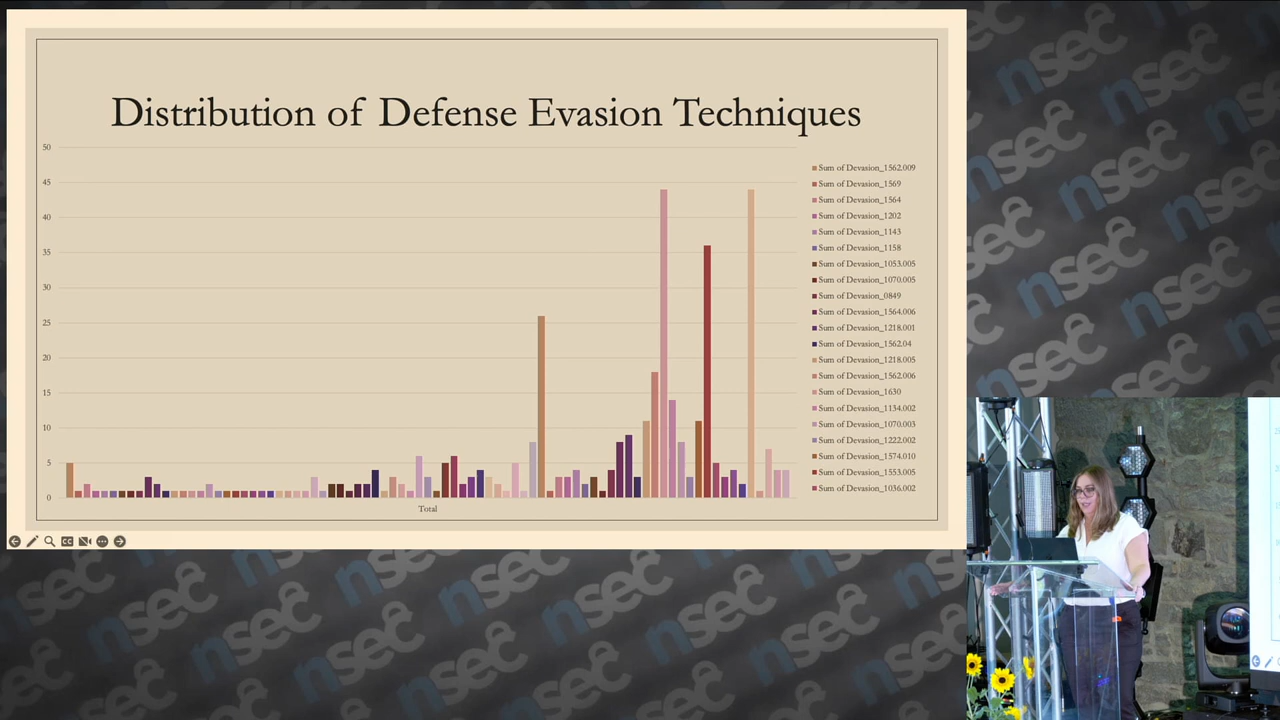 Distribution of Defense Evasion Techniques
50
45
40
35
30
25
20
15
10
5
0
Total
Sum of Devasion_1562.009
Sum of Devasion_1569
Sum of Devasion_1564
Sum of Devasion_1202
Sum of Devasion_1143
Sum of Devasion_1158
Sum of Devasion_1053.005
Sum of Devasion_1070.005
Sum of Devasion_0849
Sum of Devasion_1564.006
Sum of Devasion_1218.001
Sum of Devasion_1562.04
Sum of Devasion_1218.005
Sum of Devasion_1562.006
Sum of Devasion_1630
Sum of Devasion_1134.002
Sum of Devasion_1070.003
Sum of Devasion_1222.002
Sum of Devasion_1574.010
Sum of Devasion_1553.005
Sum of Devasion_1036.002
nsec